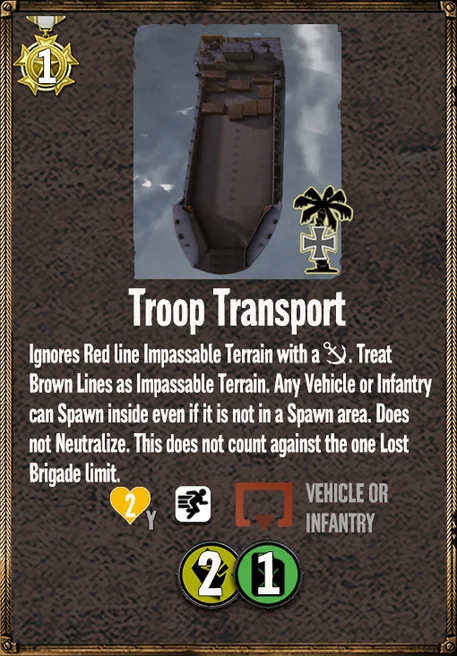 1
Troop Transport
Ignores Red line Impassable Terrain with a . Treat
Brown Lines as Impassable Terrain. Any Vehicle or Infantry
can Spawn inside even if it is not in a Spawn area. Does
not Neutralize. This does not count against the one Lost
Brigade limit.
2 Y
VEHICLE OR
INFANTRY
2 1